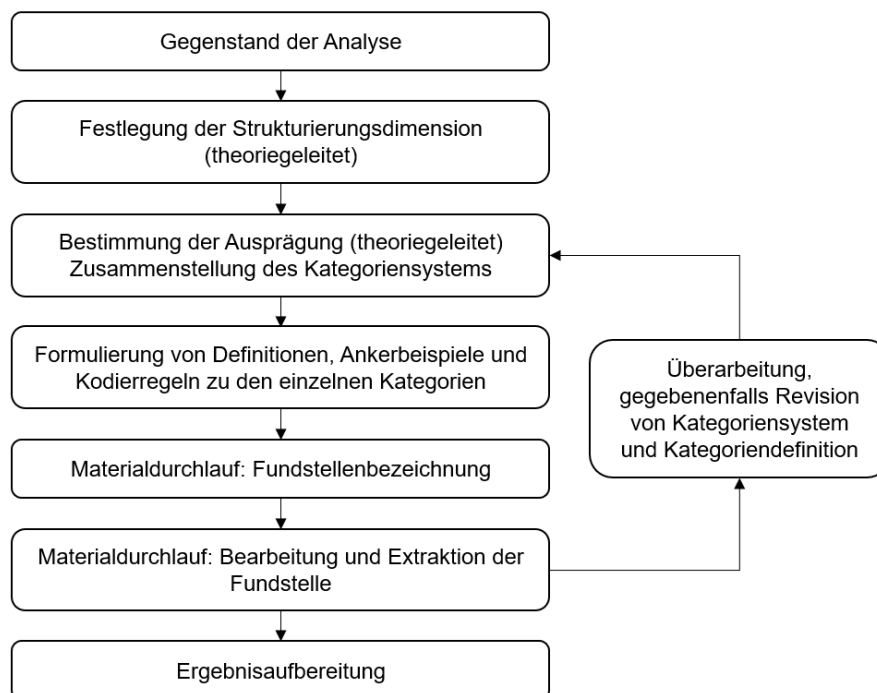 Gegenstand der Analyse
Festlegung der Strukturierungsdimension
(theoriegeleitet)
Bestimmung der Ausprägung (theoriegeleitet)
Zusammenstellung des Kategoriensystems
Formulierung von Definitionen, Ankerbeispiele und
Kodierregeln zu den einzelnen Kategorien
Materialdurchlauf: Fundstellenbezeichnung
Materialdurchlauf: Bearbeitung und Extraktion der
Fundstelle
Ergebnisaufbereitung
Überarbeitung,
gegebenenfalls Revision
von Kategoriensystem
und Kategoriendefinition